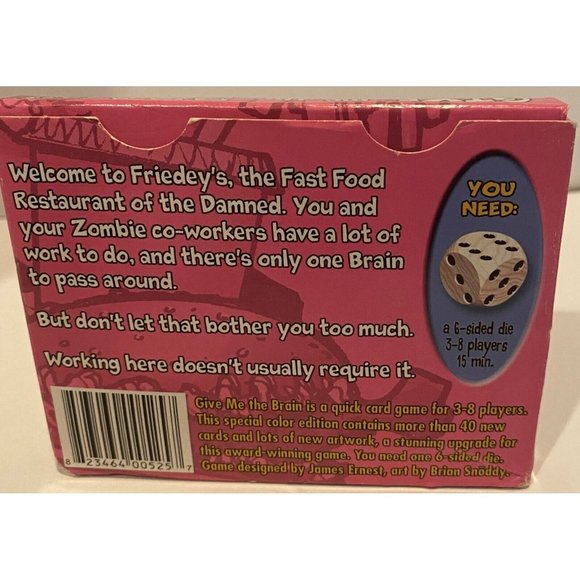 Welcome to Friedey's, the Fast Food
Restaurant of the Damned. You and
your Zombie co-workers have a lot of
work to do, and there's only one Brain
to pass around.
But don't let that bother you too much.
Working here doesn't usually require it.
YOU
NEED:
a 6-sided die
3-8 players
15 min.
Give Me the Brain is a quick card game for 3-8 players.
This special color edition contains more than 40 new
cards and lots of new artwork, a stunning upgrade for
this award-winning game. You need one 6-sided die.
Game designed by James Ernest, art by Brian Snoddy.
8 23464 00525 7